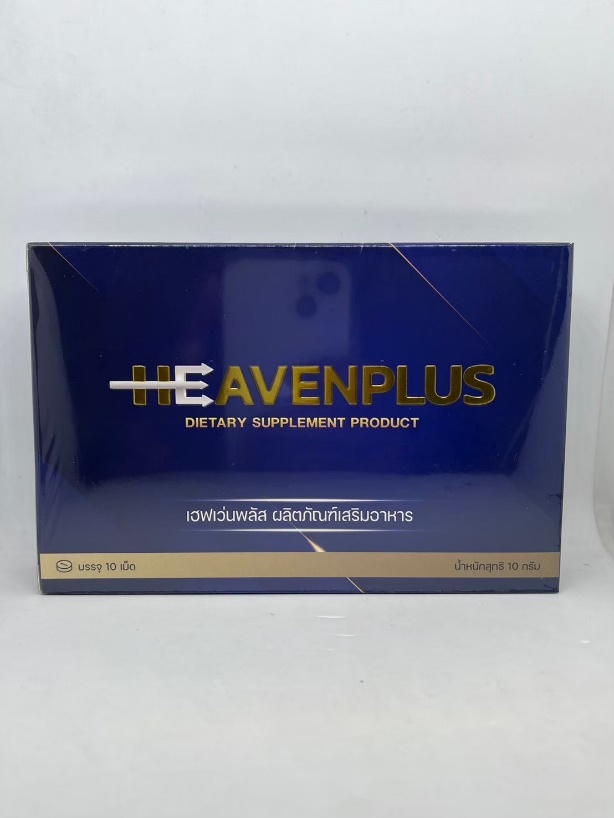 HEAVENPLUS
DIETARY SUPPLEMENT PRODUCT
เฮฟเว่นพลัส ผลิตภัณฑ์เสริมอาหาร
บรรจุ 10 เม็ด
น้ำหนักสุทธิ 10 กรัม